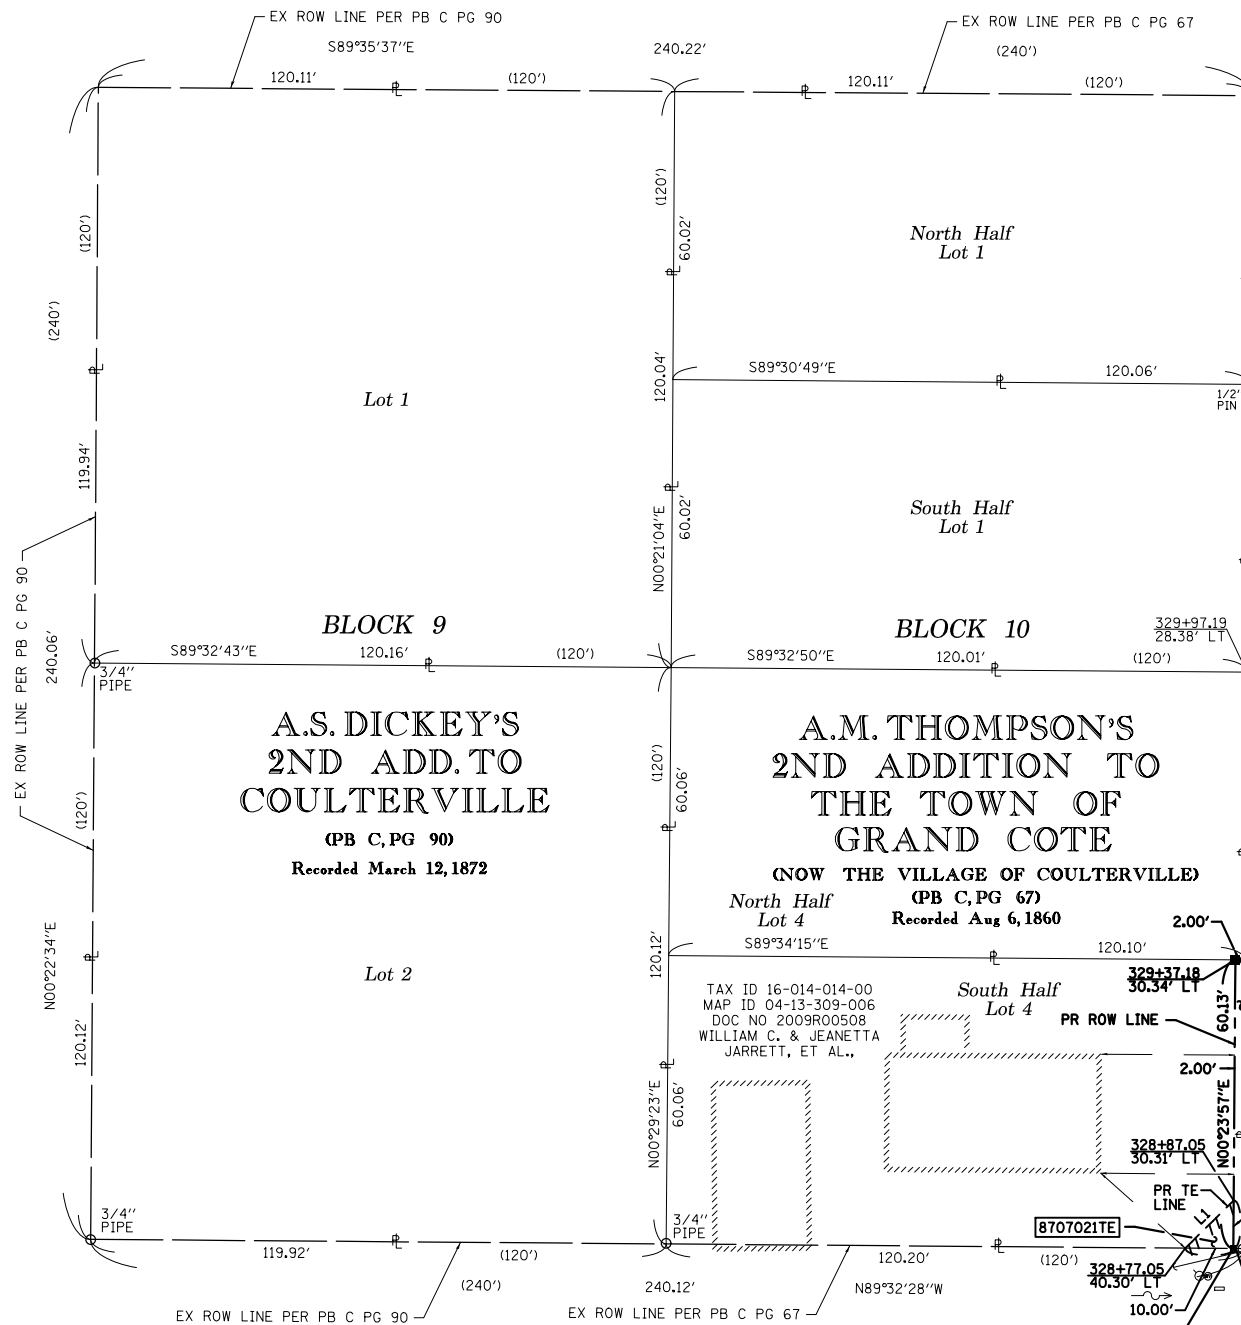 EX ROW LINE PER PB C PG 90
EX ROW LINE PER PB C PG 67
S89°35'37"E
240.22'
(240')
120.11'
(120')
120.11'
(120')
(120')
(120')
60.02'
North Half
Lot 1
(240')
120.04'
S89°30'49"E
120.06'
1/2"
PIN
Lot 1
119.94'
South Half
Lot 1
60.02'
N00°21'04"E
EX ROW LINE PER PB C PG 90
240.06'
BLOCK 9
BLOCK 10
329+97.19
28.38' LT
S89°32'43"E
120.16'
(120')
S89°32'50"E
120.01'
(120')
3/4"
PIPE
A.S. DICKEY'S
2ND ADD. TO
COULTERVILLE
(PB C, PG 90)
Recorded March 12, 1872
A.M. THOMPSON'S
2ND ADDITION TO
THE TOWN OF
GRAND COTE
(NOW THE VILLAGE OF COULTERVILLE)
(PB C, PG 67)
Recorded Aug 6, 1860
(120')
(120')
60.06'
North Half
Lot 4
2.00'
120.12'
S89°34'15"E
120.10'
N00°22'34"E
Lot 2
329+37.18
30.34' LT
TAX ID 16-014-014-00
MAP ID 04-13-309-006
DOC NO 2009R00508
WILLIAM C. & JEANETTA
JARRETT, ET AL.,
South Half
Lot 4
60.13'
PR ROW LINE
120.12'
2.00'
N00°29'23"E
60.06'
N00°23'57"E
328+87.05
30.31' LT
PR TE
LINE
3/4"
PIPE
3/4"
PIPE
L1
8707021TE
119.92'
(120')
120.20'
(120')
328+77.05
40.30' LT
(240')
240.12'
N89°32'28"W
10.00'
EX ROW LINE PER PB C PG 90
EX ROW LINE PER PB C PG 67